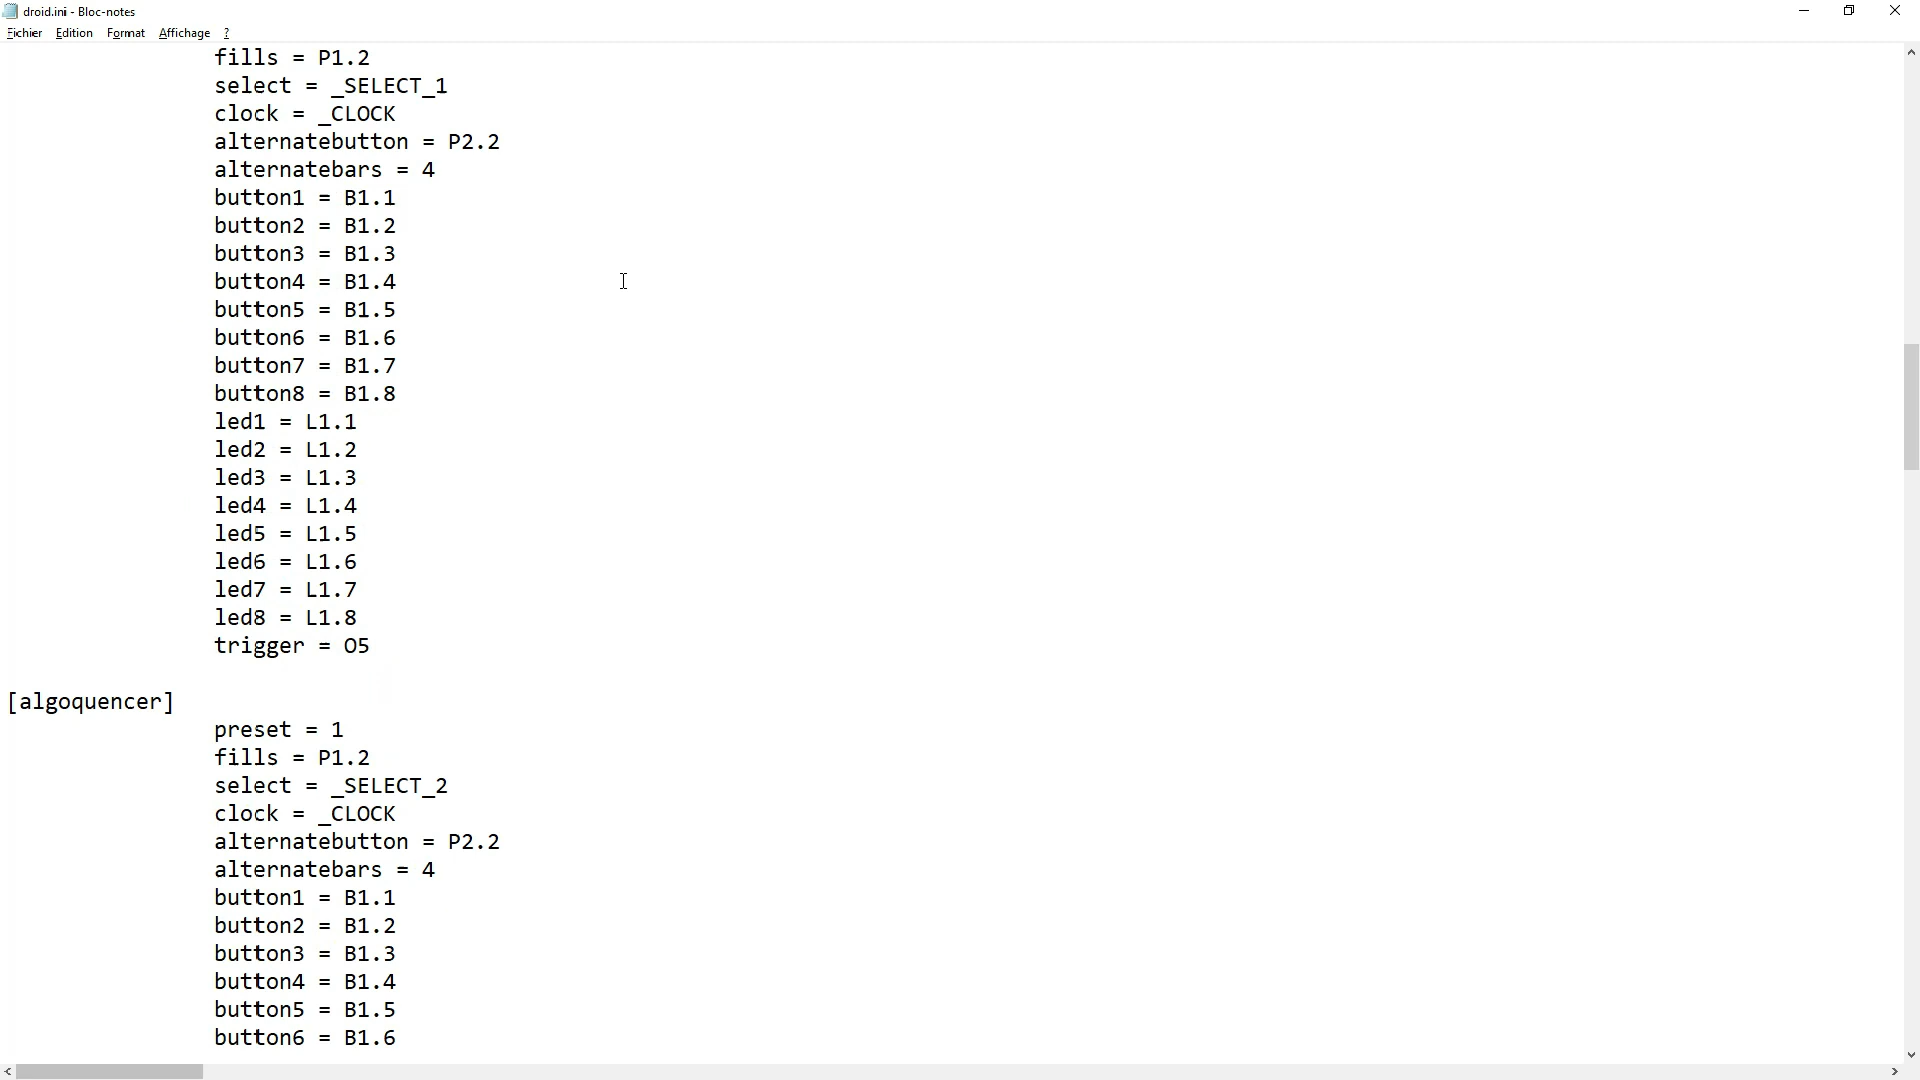 droid.ini - Bloc-notes
Fichier Edition Format Affichage ?
fills = P1.2
select = _SELECT_1
clock = _CLOCK
alternatebutton = P2.2
alternatebars = 4
button1 = B1.1
button2 = B1.2
button3 = B1.3
button4 = B1.4
button5 = B1.5
button6 = B1.6
button7 = B1.7
button8 = B1.8
led1 = L1.1
led2 = L1.2
led3 = L1.3
led4 = L1.4
led5 = L1.5
led6 = L1.6
led7 = L1.7
led8 = L1.8
trigger = O5
[algoquencer]
preset = 1
fills = P1.2
select = _SELECT_2
clock = _CLOCK
alternatebutton = P2.2
alternatebars = 4
button1 = B1.1
button2 = B1.2
button3 = B1.3
button4 = B1.4
button5 = B1.5
button6 = B1.6